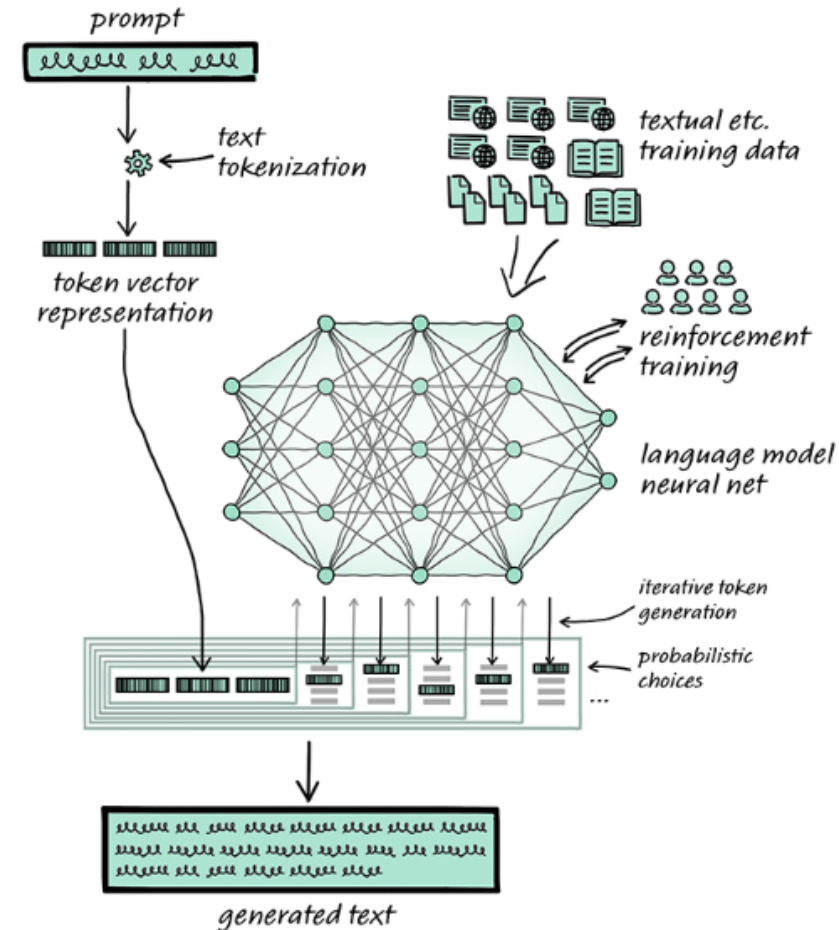 prompt
text
tokenization
token vector
representation
textual etc.
training data
reinforcement
training
language model
neural net
iterative token
generation
probabilistic
choices
...
generated text